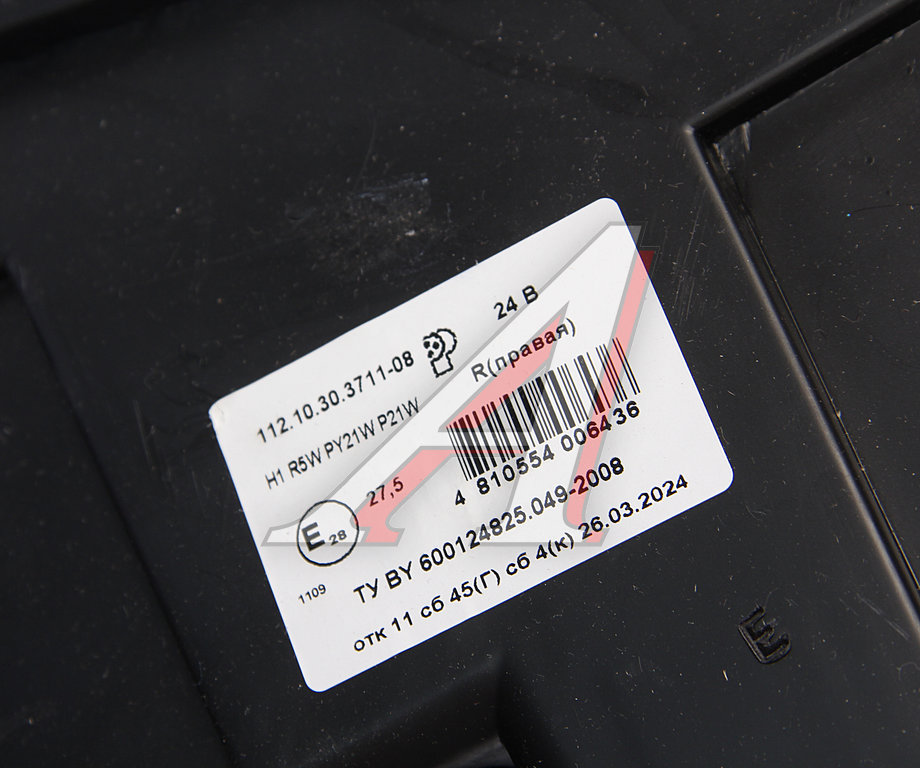 112.10.30.3711-08
24 В
H1 R5W PY21W P21W
R(правая)
27,5
4 810554 006436
E 28
1109
ТУ BY 600124825.049-2008
отк 11 сб 45(Г) сб 4(к) 26.03.2024